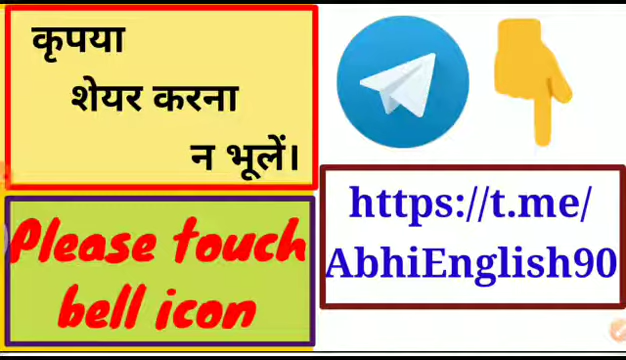 कृपया
शेयर करना
न भूलें।
Please touch
bell icon
https://t.me/
AbhiEnglish90